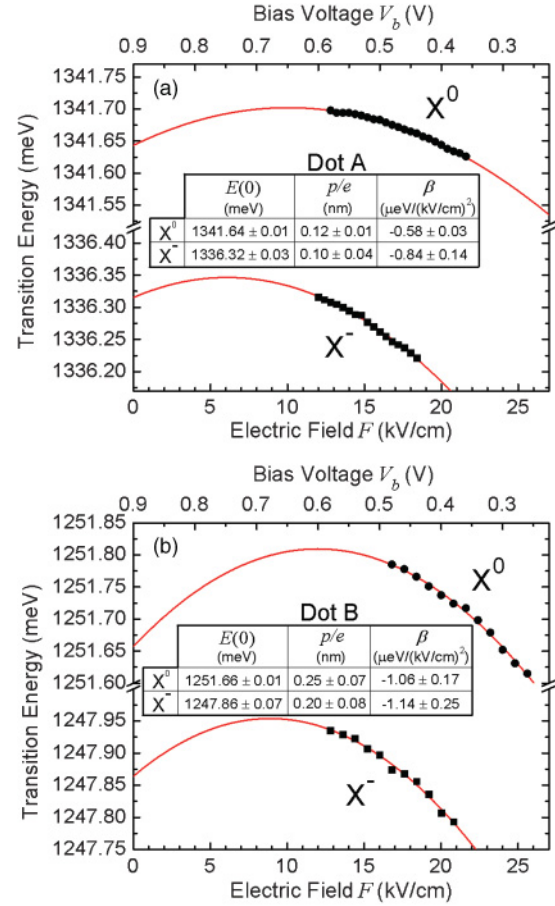 Bias Voltage V_b (V)
0.9 0.8 0.7 0.6 0.5 0.4 0.3
(a)
1341.75
1341.70
1341.65
1341.60
1341.55
1336.40
1336.35
1336.30
1336.25
1336.20
Transition Energy (meV)
X⁰
Dot A
E(0) (meV) p/e (nm) β (μeV/(kV/cm)²)
X⁰ 1341.64 ± 0.01 0.12 ± 0.01 -0.58 ± 0.03
X⁻ 1336.32 ± 0.03 0.10 ± 0.04 -0.84 ± 0.14
X⁻
0 5 10 15 20 25
Electric Field F (kV/cm)
Bias Voltage V_b (V)
0.9 0.8 0.7 0.6 0.5 0.4 0.3
(b)
1251.85
1251.80
1251.75
1251.70
1251.65
1251.60
1247.95
1247.90
1247.85
1247.80
1247.75
Transition Energy (meV)
X⁰
Dot B
E(0) (meV) p/e (nm) β (μeV/(kV/cm)²)
X⁰ 1251.66 ± 0.01 0.25 ± 0.07 -1.06 ± 0.17
X⁻ 1247.86 ± 0.07 0.20 ± 0.08 -1.14 ± 0.25
X⁻
0 5 10 15 20 25
Electric Field F (kV/cm)